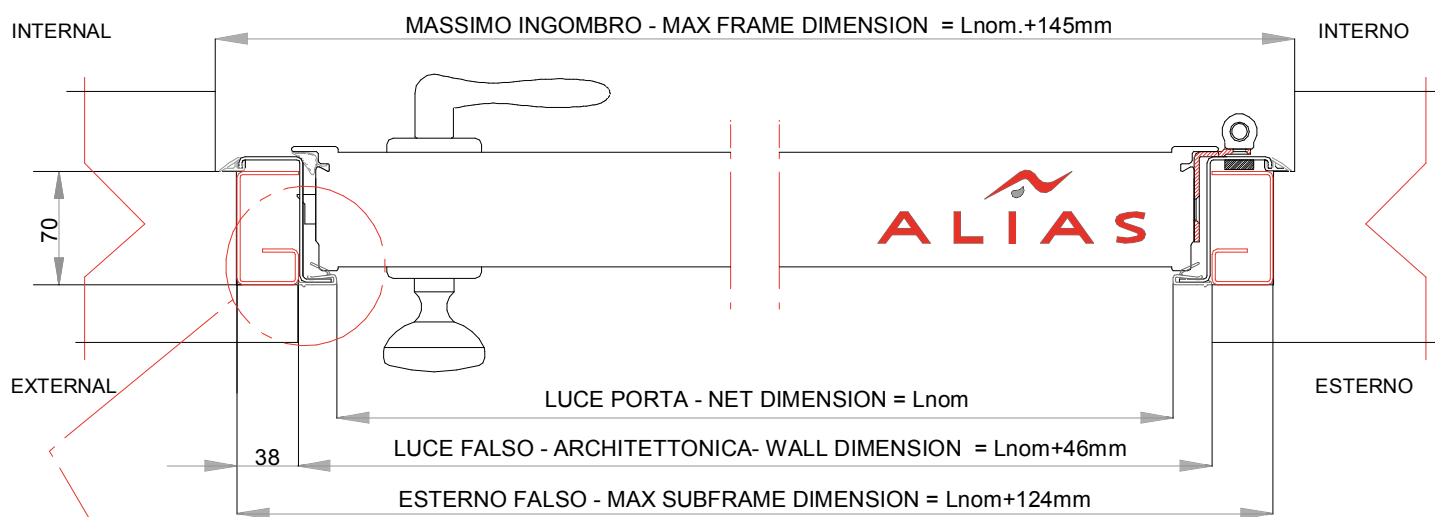 MASSIMO INGOMBRO - MAX FRAME DIMENSION = Lnom.+145mm
INTERNAL
INTERNO
70
ALIAS
EXTERNAL
ESTERNO
LUCE PORTA - NET DIMENSION = Lnom
LUCE FALSO - ARCHITETTONICA- WALL DIMENSION = Lnom+46mm
38
ESTERNO FALSO - MAX SUBFRAME DIMENSION = Lnom+124mm